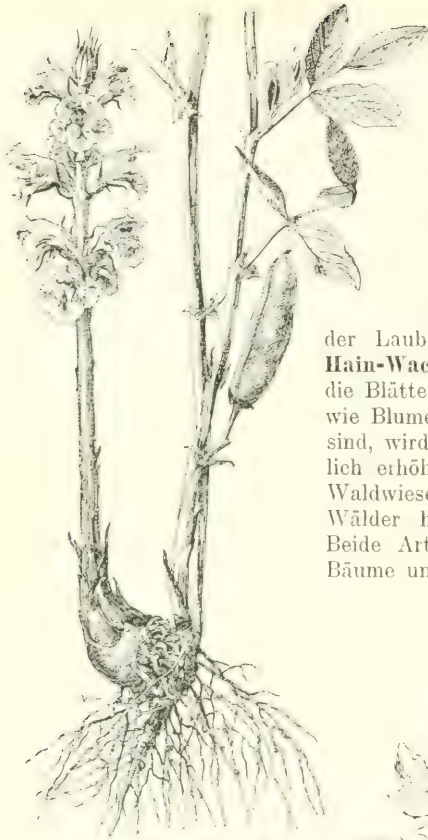 der Laub
Hain-Wac
die Blätte
wie Blume
sind, wird
lich erhöh
Waldwiese
Wälder h
Beide Art
Bäume un